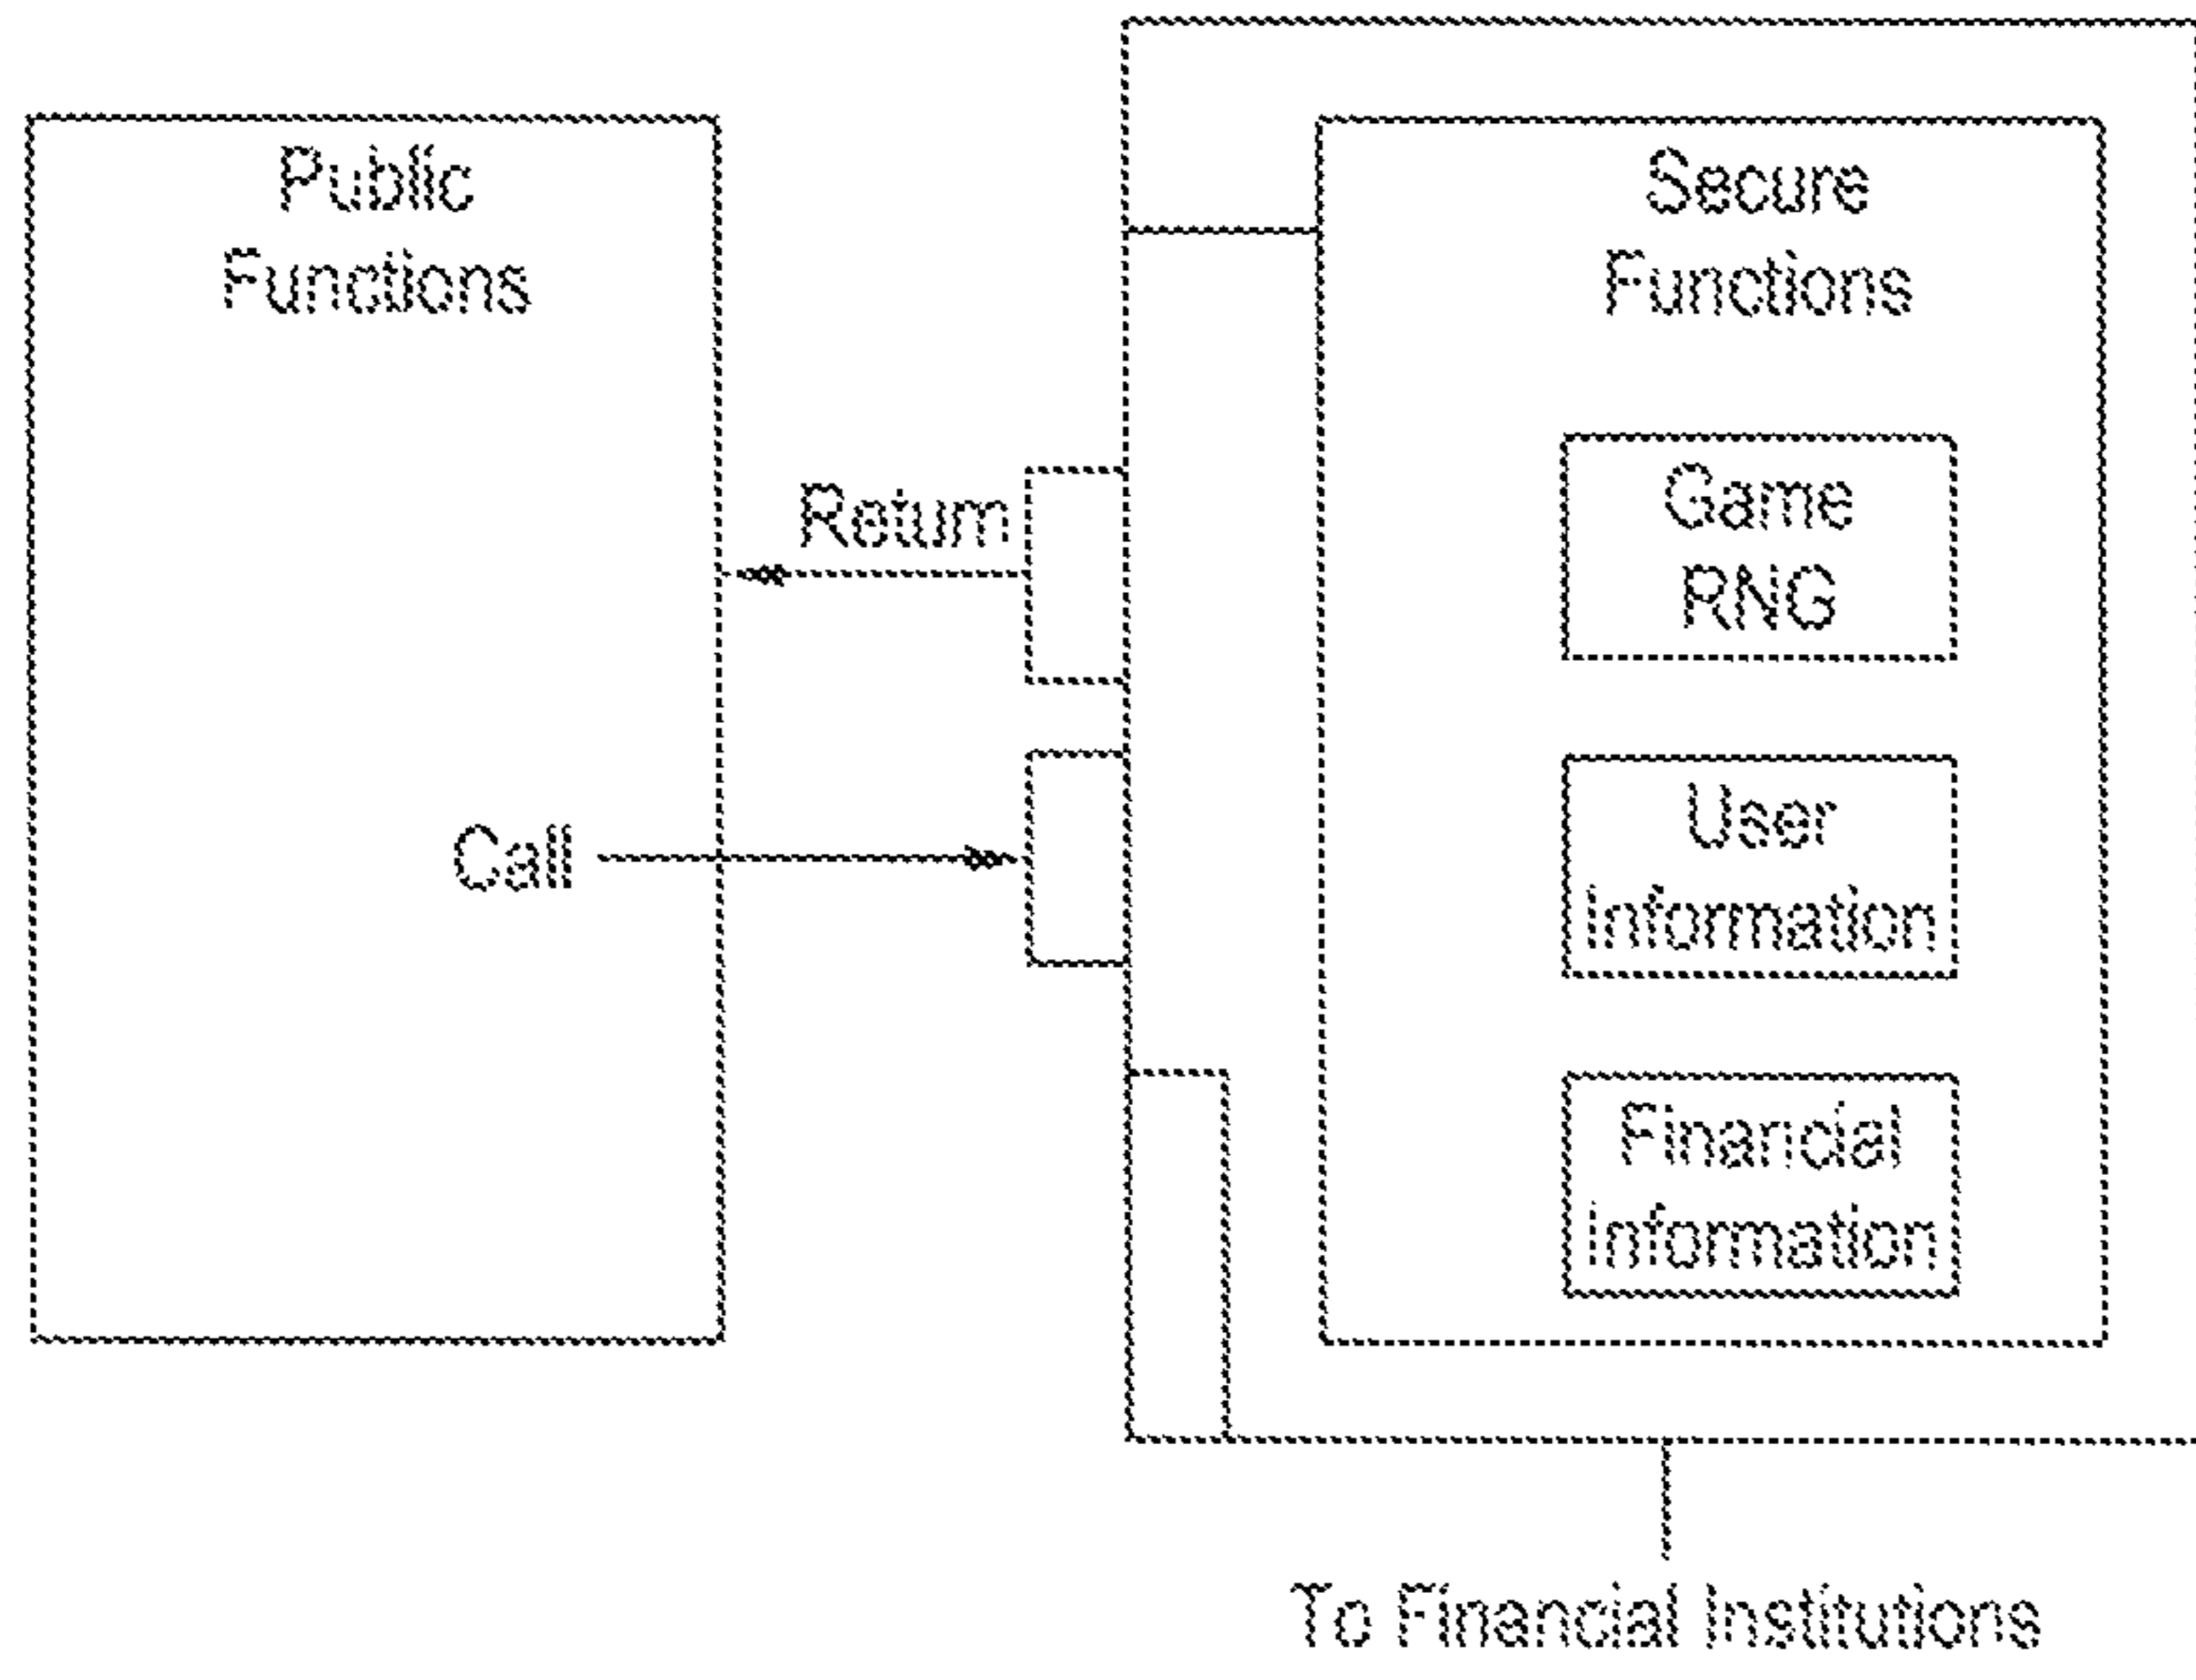 Public
Functions
Secure
Functions
Return
Game
RNG
Call
User
Information
Financial
Information
To Financial Institutions